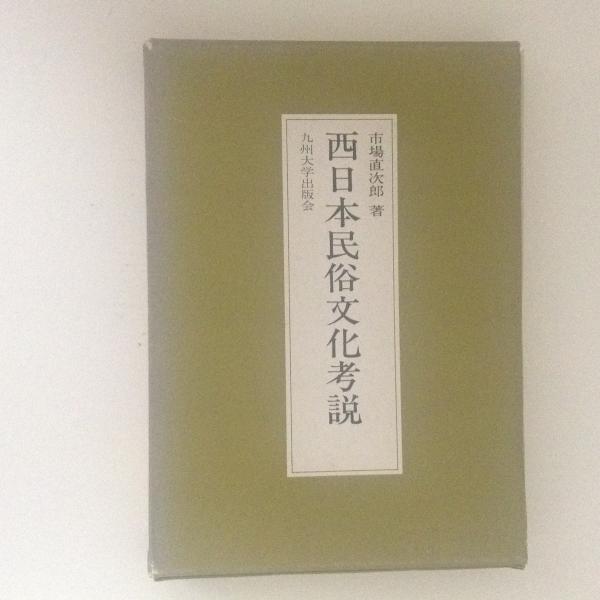 市場直次郎 著
西日本民俗文化考説
九州大学出版会